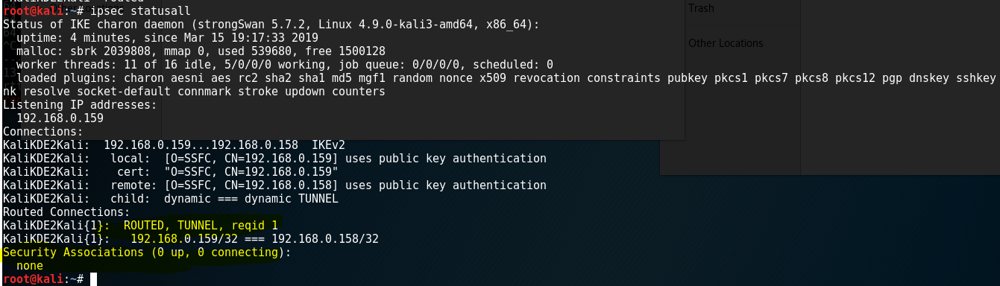 root@kali:~# ipsec statusall
Trash
Status of IKE charon daemon (strongSwan 5.7.2, Linux 4.9.0-kali3-amd64, x86_64):
uptime: 4 minutes, since Mar 15 19:17:33 2019
Other Locations
malloc: sbrk 2039808, mmap 0, used 539680, free 1500128
worker threads: 11 of 16 idle, 5/0/0/0 working, job queue: 0/0/0/0, scheduled: 0
loaded plugins: charon aesni aes rc2 sha2 sha1 md5 mgf1 random nonce x509 revocation constraints pubkey pkcs1 pkcs7 pkcs8 pkcs12 pgp dnskey sshkey
nk resolve socket-default connmark stroke updown counters
Listening IP addresses:
192.168.0.159
Connections:
KaliKDE2Kali:  192.168.0.159...192.168.0.158  IKEv2
KaliKDE2Kali:   local:  [O=SSFC, CN=192.168.0.159] uses public key authentication
KaliKDE2Kali:    cert:  "O=SSFC, CN=192.168.0.159"
KaliKDE2Kali:   remote: [O=SSFC, CN=192.168.0.158] uses public key authentication
KaliKDE2Kali:   child:  dynamic === dynamic TUNNEL
Routed Connections:
KaliKDE2Kali{1}:  ROUTED, TUNNEL, reqid 1
KaliKDE2Kali{1}:   192.168.0.159/32 === 192.168.0.158/32
Security Associations (0 up, 0 connecting):
none
root@kali:~#